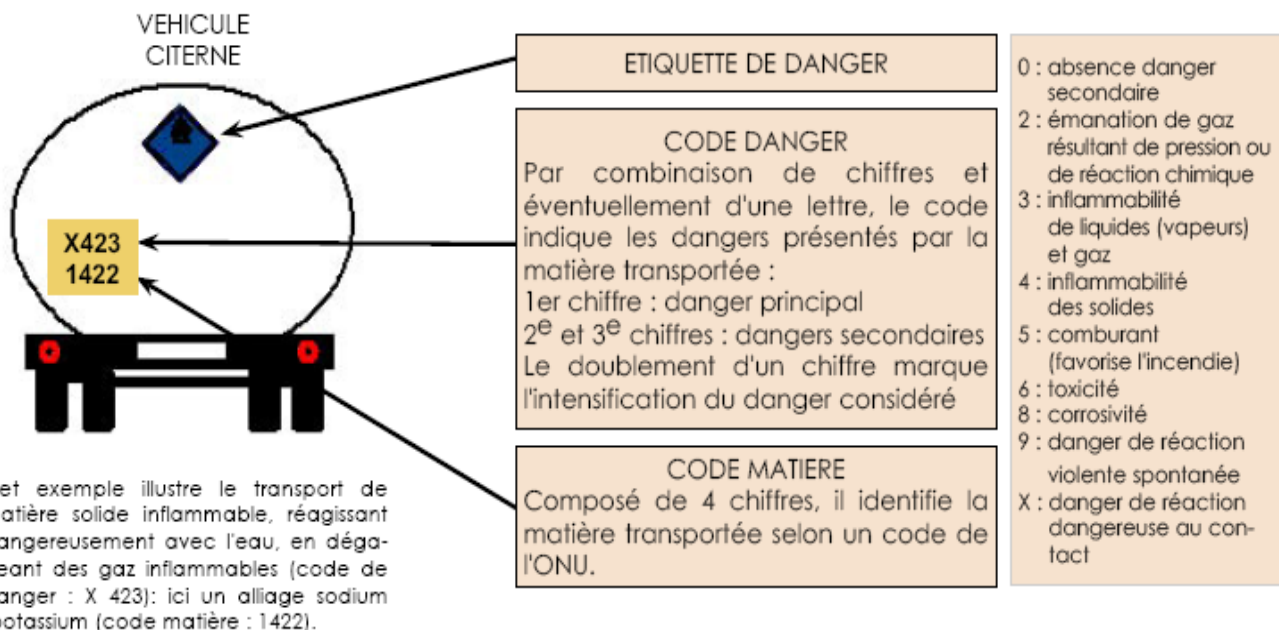 VEHICULE
CITERNE
X423
1422
ETIQUETTE DE DANGER
CODE DANGER
Par combinaison de chiffres et
éventuellement d'une lettre, le code
indique les dangers présentés par la
matière transportée :
1er chiffre : danger principal
2e et 3e chiffres : dangers secondaires
Le doublement d'un chiffre marque
l'intensification du danger considéré
CODE MATIERE
Composé de 4 chiffres, il identifie la
matière transportée selon un code de
l'ONU.
0 : absence danger
secondaire
2 : émanation de gaz
résultant de pression ou
de réaction chimique
3 : inflammabilité
de liquides (vapeurs)
et gaz
4 : inflammabilité
des solides
5 : comburant
(favorise l'incendie)
6 : toxicité
8 : corrosivité
9 : danger de réaction
violente spontanée
X : danger de réaction
dangereuse au con-
tact
et exemple illustre le transport de
atière solide inflammable, réagissant
angereusement avec l'eau, en déga-
eant des gaz inflammables (code de
anger : X 423): ici un alliage sodium
potassium (code matière : 1422).